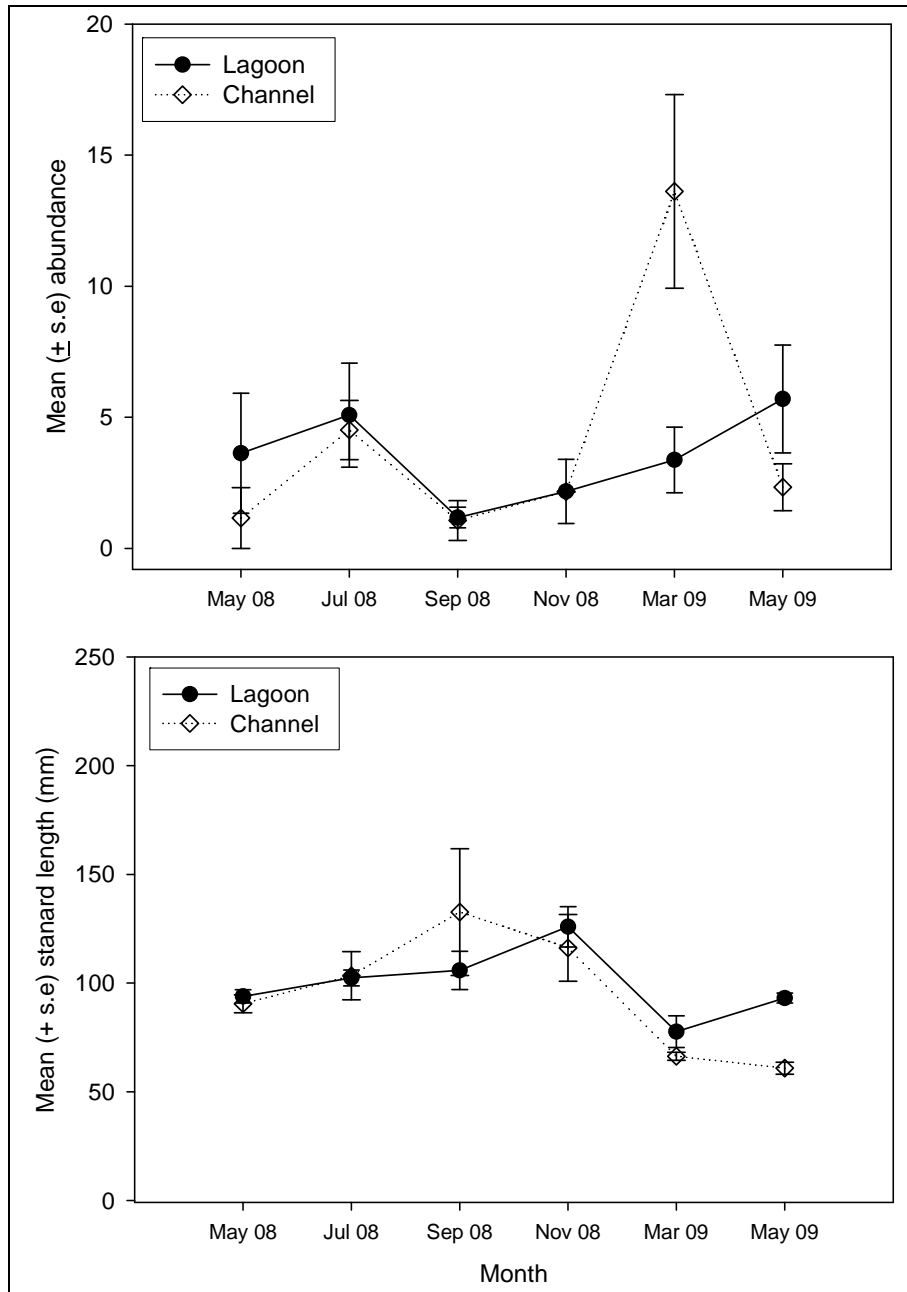 20
15
10
5
0
Mean (± s.e) abundance
Lagoon
Channel
May 08 Jul 08 Sep 08 Nov 08 Mar 09 May 09
250
200
150
100
50
0
Mean (+ s.e) stanard length (mm)
Lagoon
Channel
May 08 Jul 08 Sep 08 Nov 08 Mar 09 May 09
Month